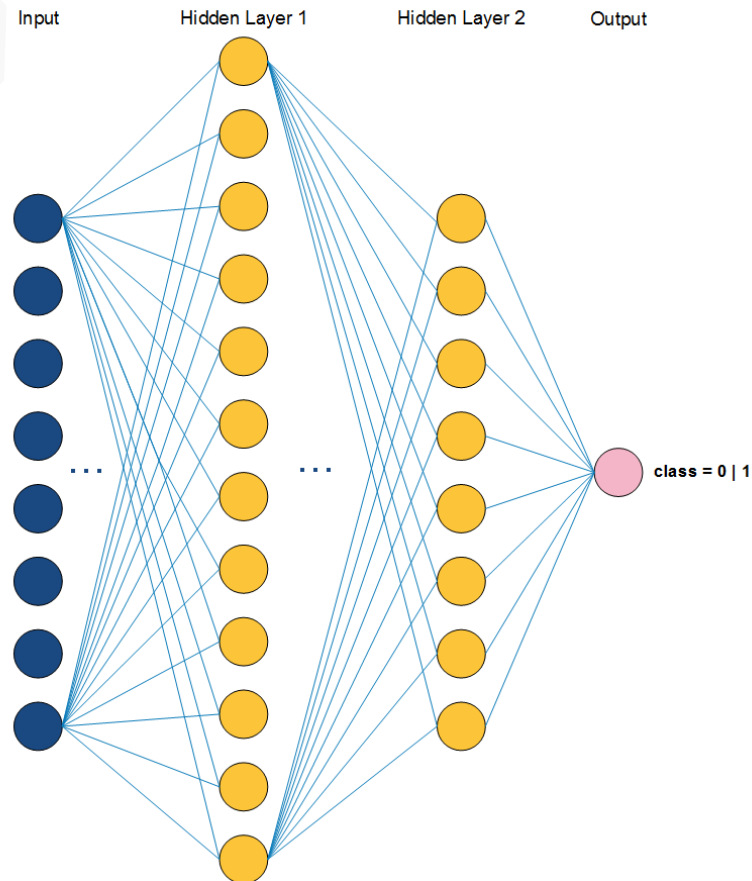 Input
Hidden Layer 1
Hidden Layer 2
Output
...
...
class = 0 | 1